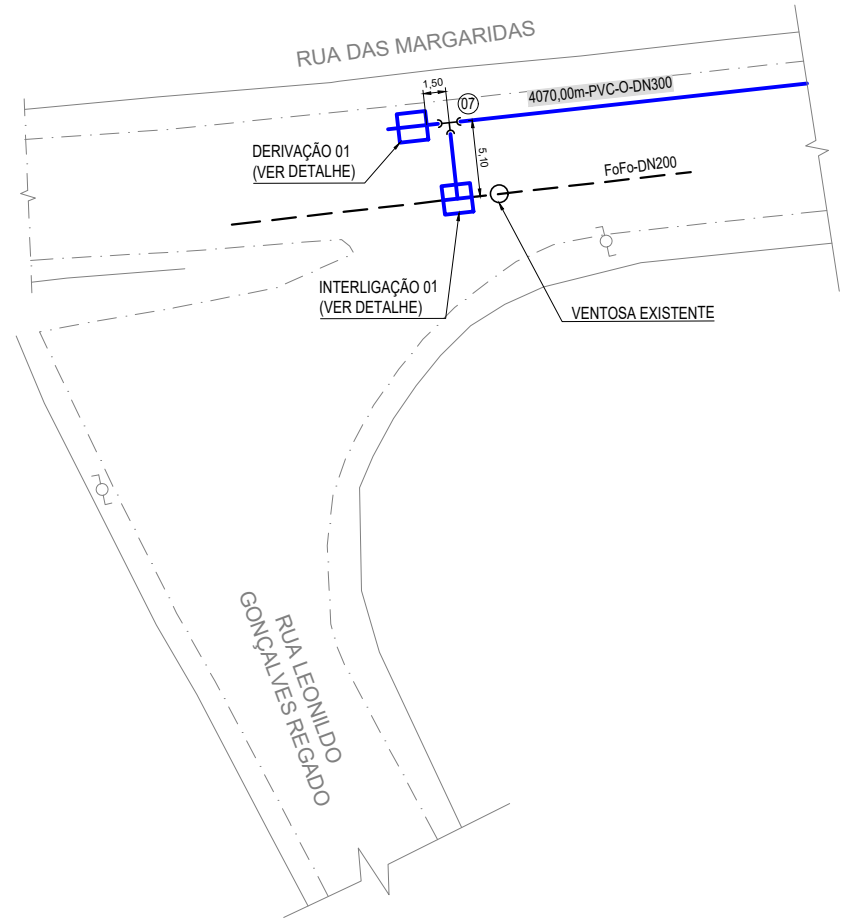 RUA DAS MARGARIDAS
1,50
07
4070,00m-PVC-O-DN300
DERIVAÇÃO 01
(VER DETALHE)
5,10
FoFo-DN200
INTERLIGAÇÃO 01
(VER DETALHE)
VENTOSA EXISTENTE
RUA LEONILDO
GONÇALVES REGADO